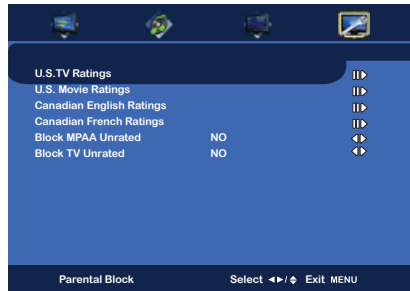 U.S.TV Ratings
U.S. Movie Ratings
Canadian English Ratings
Canadian French Ratings
Block MPAA Unrated NO
Block TV Unrated NO
Parental Block Select ◄►/◆ Exit MENU